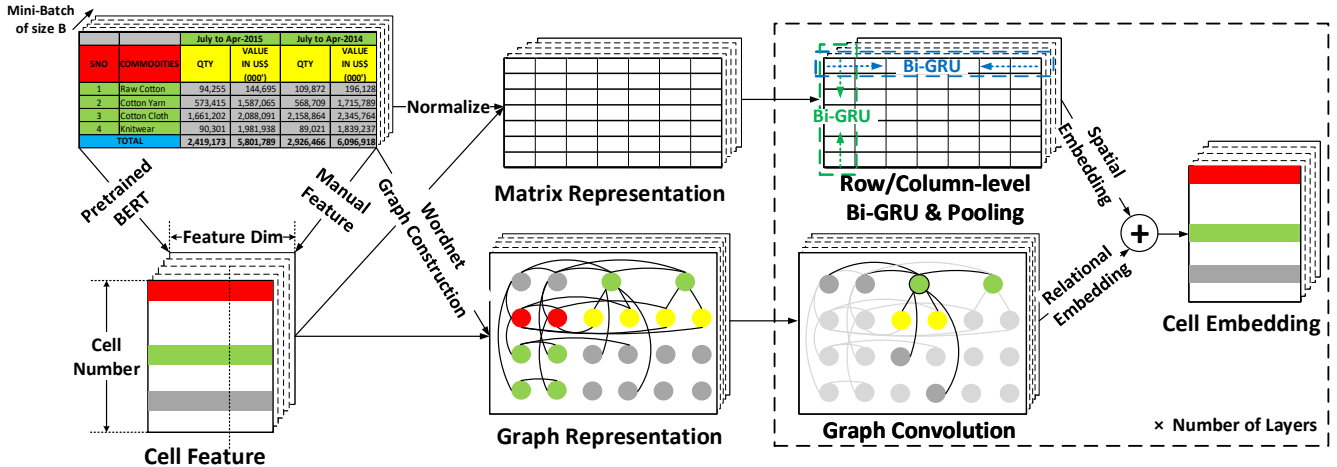 Mini-Batch
of size B
July to Apr-2015 July to Apr-2014
SNO COMMODITIES QTY VALUE IN US$ (000') QTY VALUE IN US$ (000')
1 Raw Cotton 94,255 144,695 109,872 196,128
2 Cotton Yarn 573,415 1,587,065 568,709 1,715,789
3 Cotton Cloth 1,661,202 2,088,091 2,158,864 2,345,764
4 Knitwear 90,301 1,981,938 89,021 1,839,237
TOTAL 2,419,173 5,801,789 2,926,466 6,096,918
Normalize
Matrix Representation
Bi-GRU
Bi-GRU
Row/Column-level
Bi-GRU & Pooling
Spatial
Embedding
Pretrained
BERT
Manual
Feature
Wordnet
Graph Construction
Feature Dim
Cell
Number
Cell Feature
Graph Representation
Graph Convolution
Relational
Embedding
+
Cell Embedding
× Number of Layers